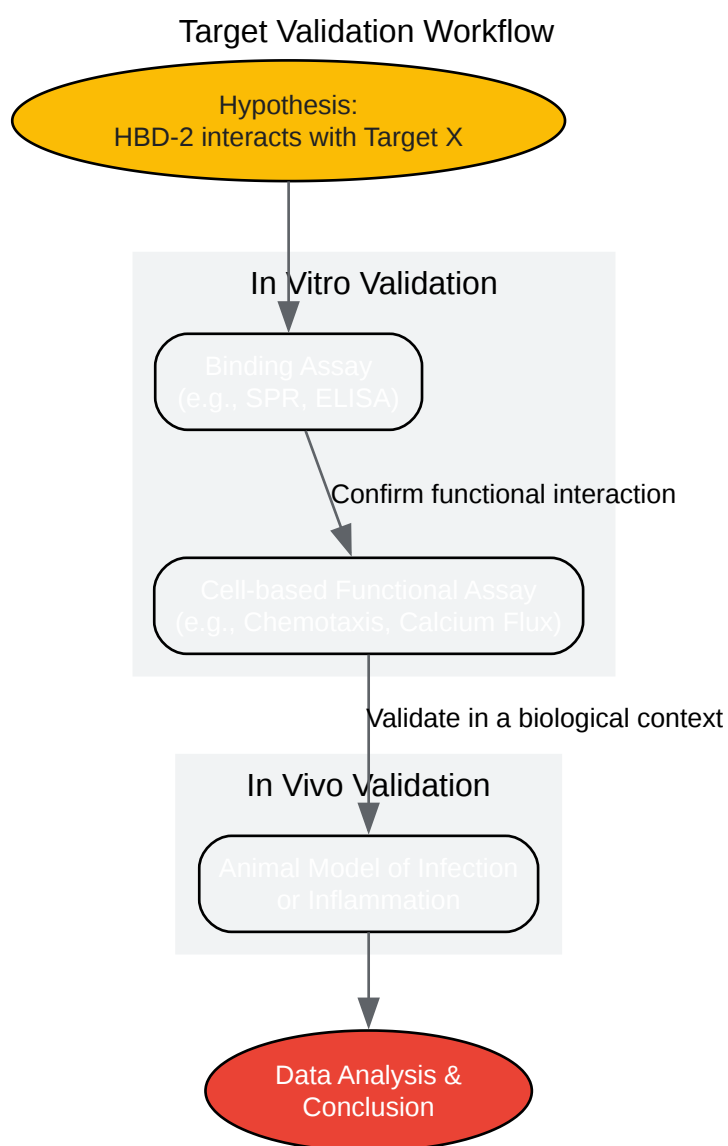 Target Validation Workflow
Hypothesis:
HBD-2 interacts with Target X
In Vitro Validation
Binding Assay
(e.g., SPR, ELISA)
Confirm functional interaction
Cell-based Functional Assay
(e.g., Chemotaxis, Calcium Flux)
Validate in a biological context
In Vivo Validation
Animal Model of Infection
or Inflammation
Data Analysis &
Conclusion